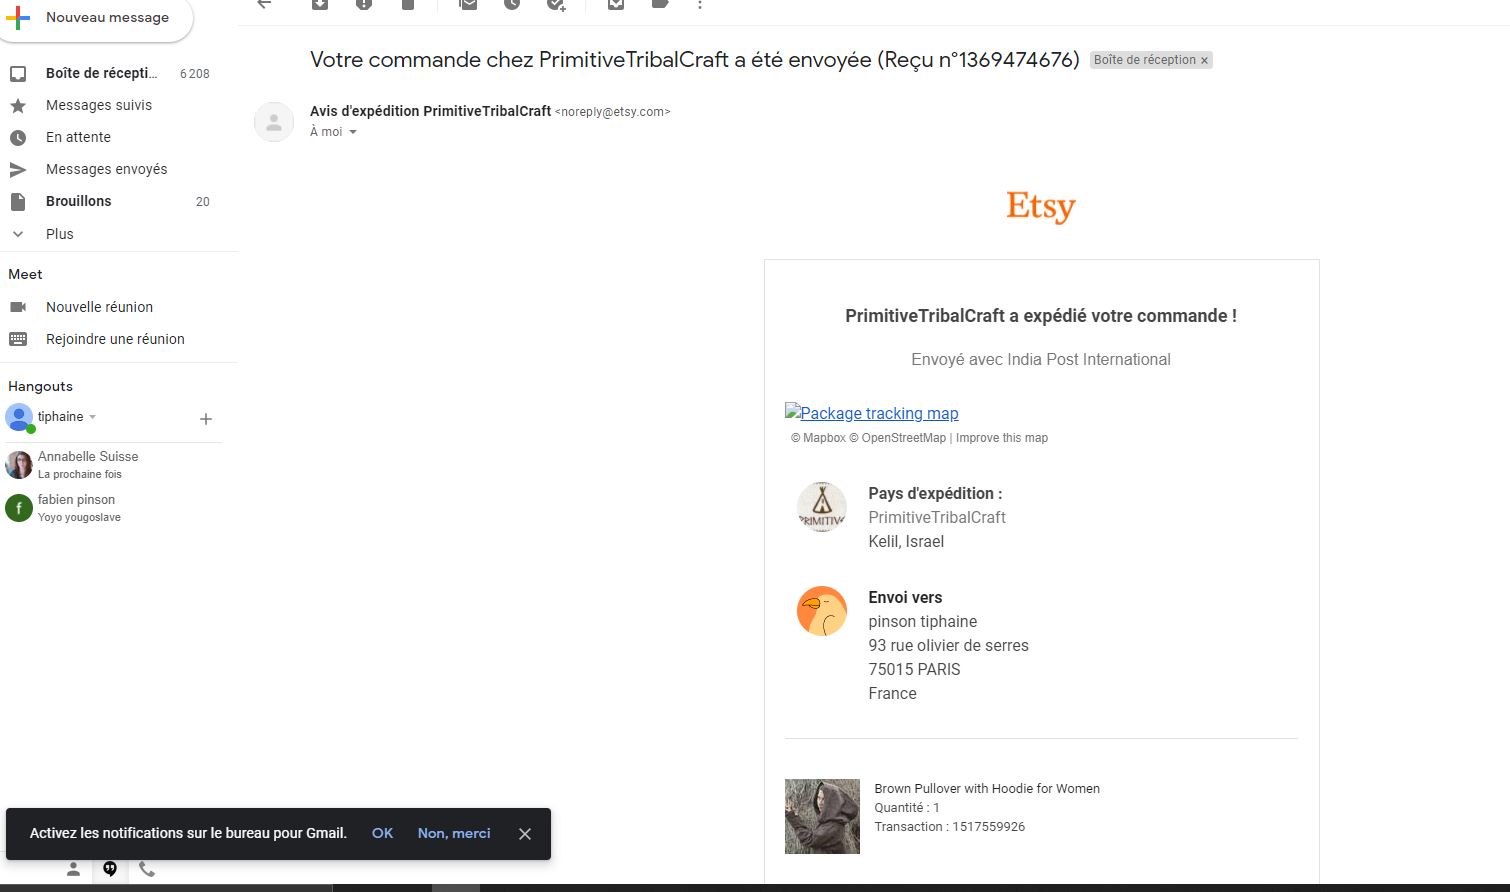 Nouveau message
Boîte de récepti... 6 208
Messages suivis
En attente
Messages envoyés
Brouillons 20
Plus
Meet
Nouvelle réunion
Rejoindre une réunion
Hangouts
tiphaine
Annabelle Suisse
La prochaine fois
f
fabien pinson
Yoyo yougoslave
Votre commande chez PrimitiveTribalCraft a été envoyée (Reçu n°1369474676) Boîte de réception ×
Avis d'expédition PrimitiveTribalCraft <noreply@etsy.com>
À moi
Etsy
PrimitiveTribalCraft a expédié votre commande !
Envoyé avec India Post International
Package tracking map
© Mapbox © OpenStreetMap | Improve this map
PRIMITIV
Pays d'expédition :
PrimitiveTribalCraft
Kelil, Israel
Envoi vers
pinson tiphaine
93 rue olivier de serres
75015 PARIS
France
Brown Pullover with Hoodie for Women
Quantité : 1
Transaction : 1517559926
Activez les notifications sur le bureau pour Gmail. OK Non, merci